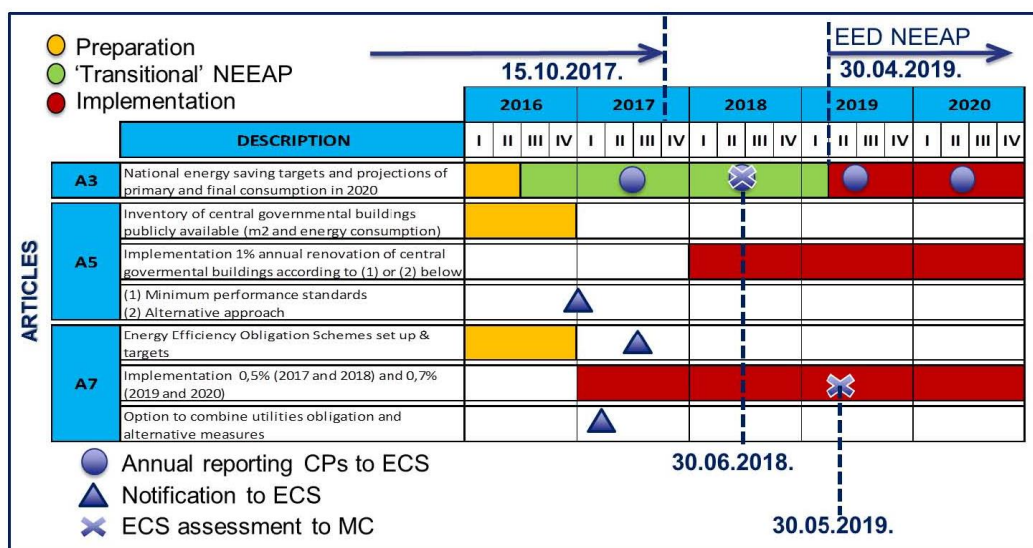 Preparation
'Transitional' NEEAP
Implementation
15.10.2017.
EED NEEAP
30.04.2019.
2016 2017 2018 2019 2020
DESCRIPTION
I II III IV I II III IV I II III IV I II III IV I II III IV
ARTICLES
A3
National energy saving targets and projections of
primary and final consumption in 2020
A5
Inventory of central governmental buildings
publicly available (m2 and energy consumption)
Implementation 1% annual renovation of central
govermental buildings according to (1) or (2) below
(1) Minimum performance standards
(2) Alternative approach
A7
Energy Efficiency Obligation Schemes set up &
targets
Implementation 0,5% (2017 and 2018) and 0,7%
(2019 and 2020)
Option to combine utilities obligation and
alternative measures
Annual reporting CPs to ECS
Notification to ECS
ECS assessment to MC
30.06.2018.
30.05.2019.